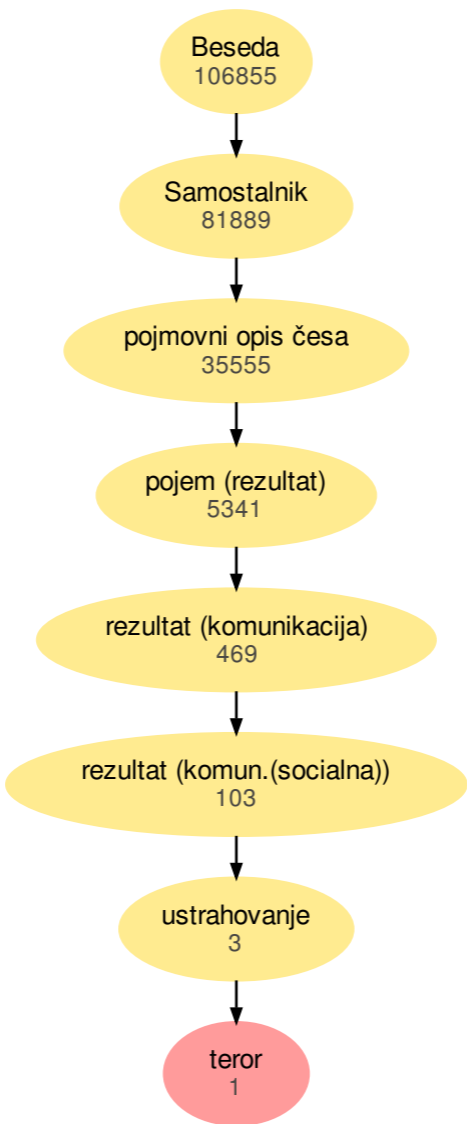 Beseda
106855
Samostalnik
81889
pojmovni opis česa
35555
pojem (rezultat)
5341
rezultat (komunikacija)
469
rezultat (komun.(socialna))
103
ustrahovanje
3
teror
1